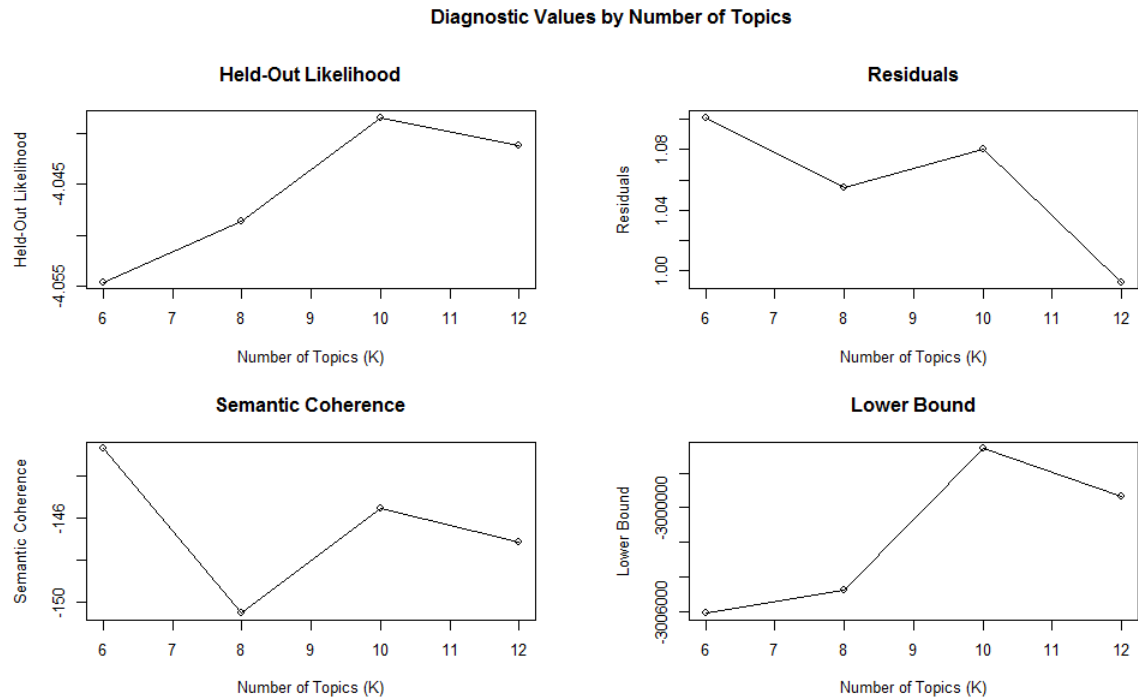 Diagnostic Values by Number of Topics
Held-Out Likelihood
Held-Out Likelihood
-4.045
-4.055
6 7 8 9 10 11 12
Number of Topics (K)
Residuals
Residuals
1.08
1.04
1.00
6 7 8 9 10 11 12
Number of Topics (K)
Semantic Coherence
Semantic Coherence
-146
-150
6 7 8 9 10 11 12
Number of Topics (K)
Lower Bound
Lower Bound
-3000000
-3006000
6 7 8 9 10 11 12
Number of Topics (K)